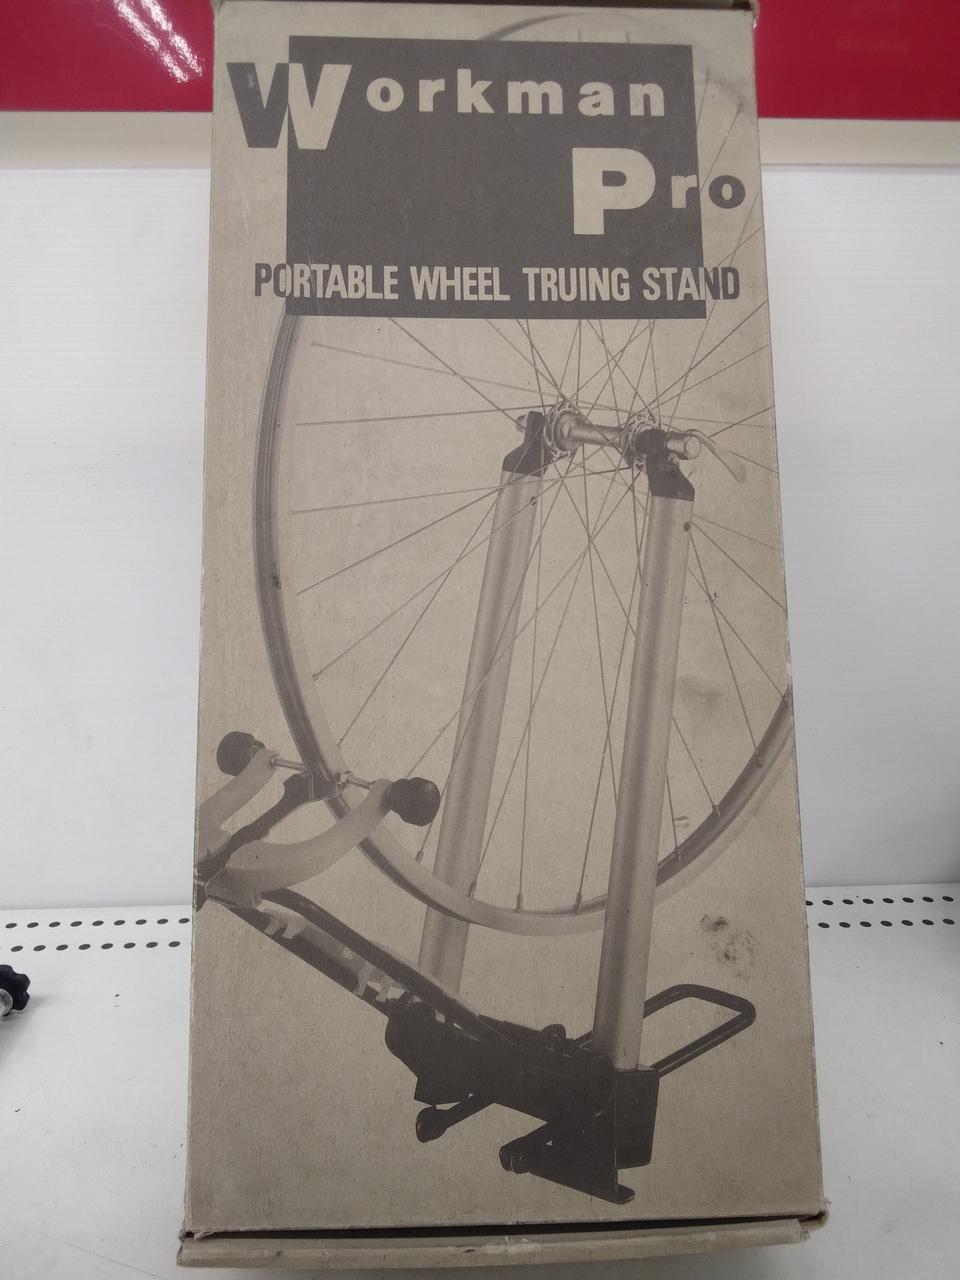 Workman
Pro
PORTABLE WHEEL TRUING STAND